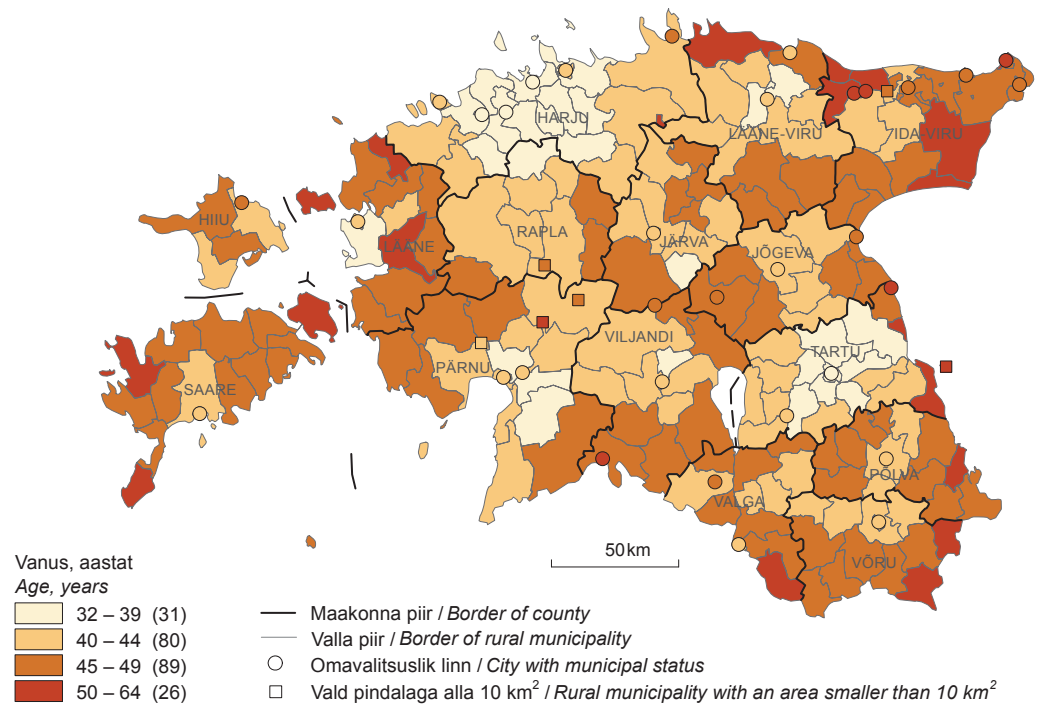 HARJU
LÄÄNE-VIRU
IDA-VIRU
HIIU
LÄÄNE
RAPLA
JÄRVA
JÕGEVA
SAARE
PÄRNU
VILJANDI
TARTU
VALGA
PÕLVA
VÕRU
50 km
Vanus, aastat
Age, years
32 – 39 (31)
40 – 44 (80)
45 – 49 (89)
50 – 64 (26)
Maakonna piir / Border of county
Valla piir / Border of rural municipality
Omavalitsuslik linn / City with municipal status
Vald pindalaga alla 10 km² / Rural municipality with an area smaller than 10 km²